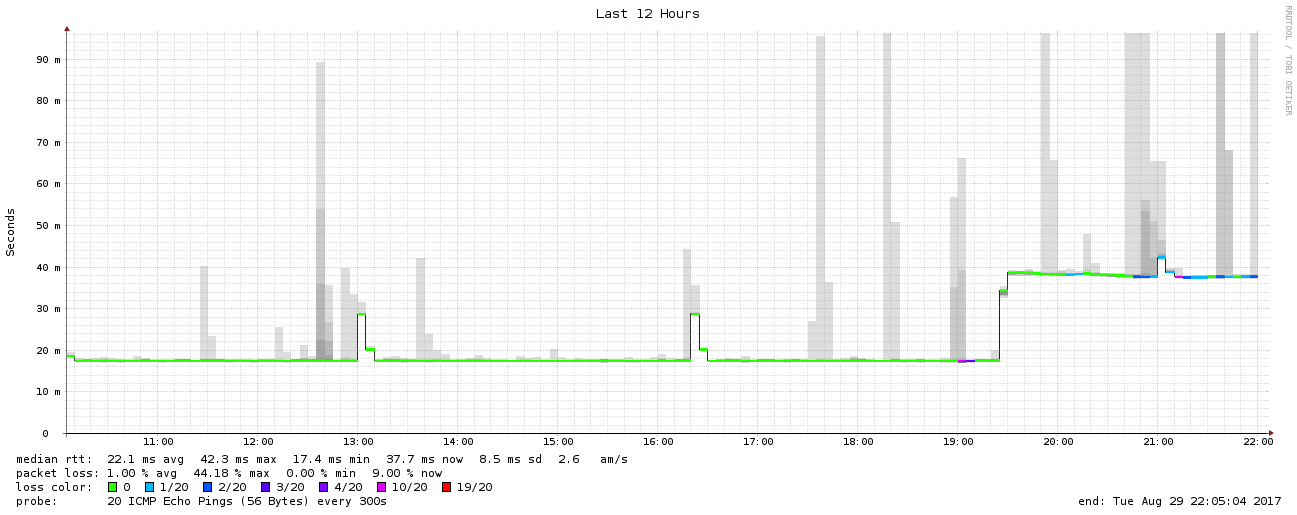 Last 12 Hours
RRDTOOL / TOBI OETIKER
Seconds
90 m
80 m
70 m
60 m
50 m
40 m
30 m
20 m
10 m
0
11:00 12:00 13:00 14:00 15:00 16:00 17:00 18:00 19:00 20:00 21:00 22:00
median rtt: 22.1 ms avg 42.3 ms max 17.4 ms min 37.7 ms now 8.5 ms sd 2.6 am/s
packet loss: 1.00 % avg 44.18 % max 0.00 % min 9.00 % now
loss color: 0 1/20 2/20 3/20 4/20 10/20 19/20
probe: 20 ICMP Echo Pings (56 Bytes) every 300s end: Tue Aug 29 22:05:04 2017